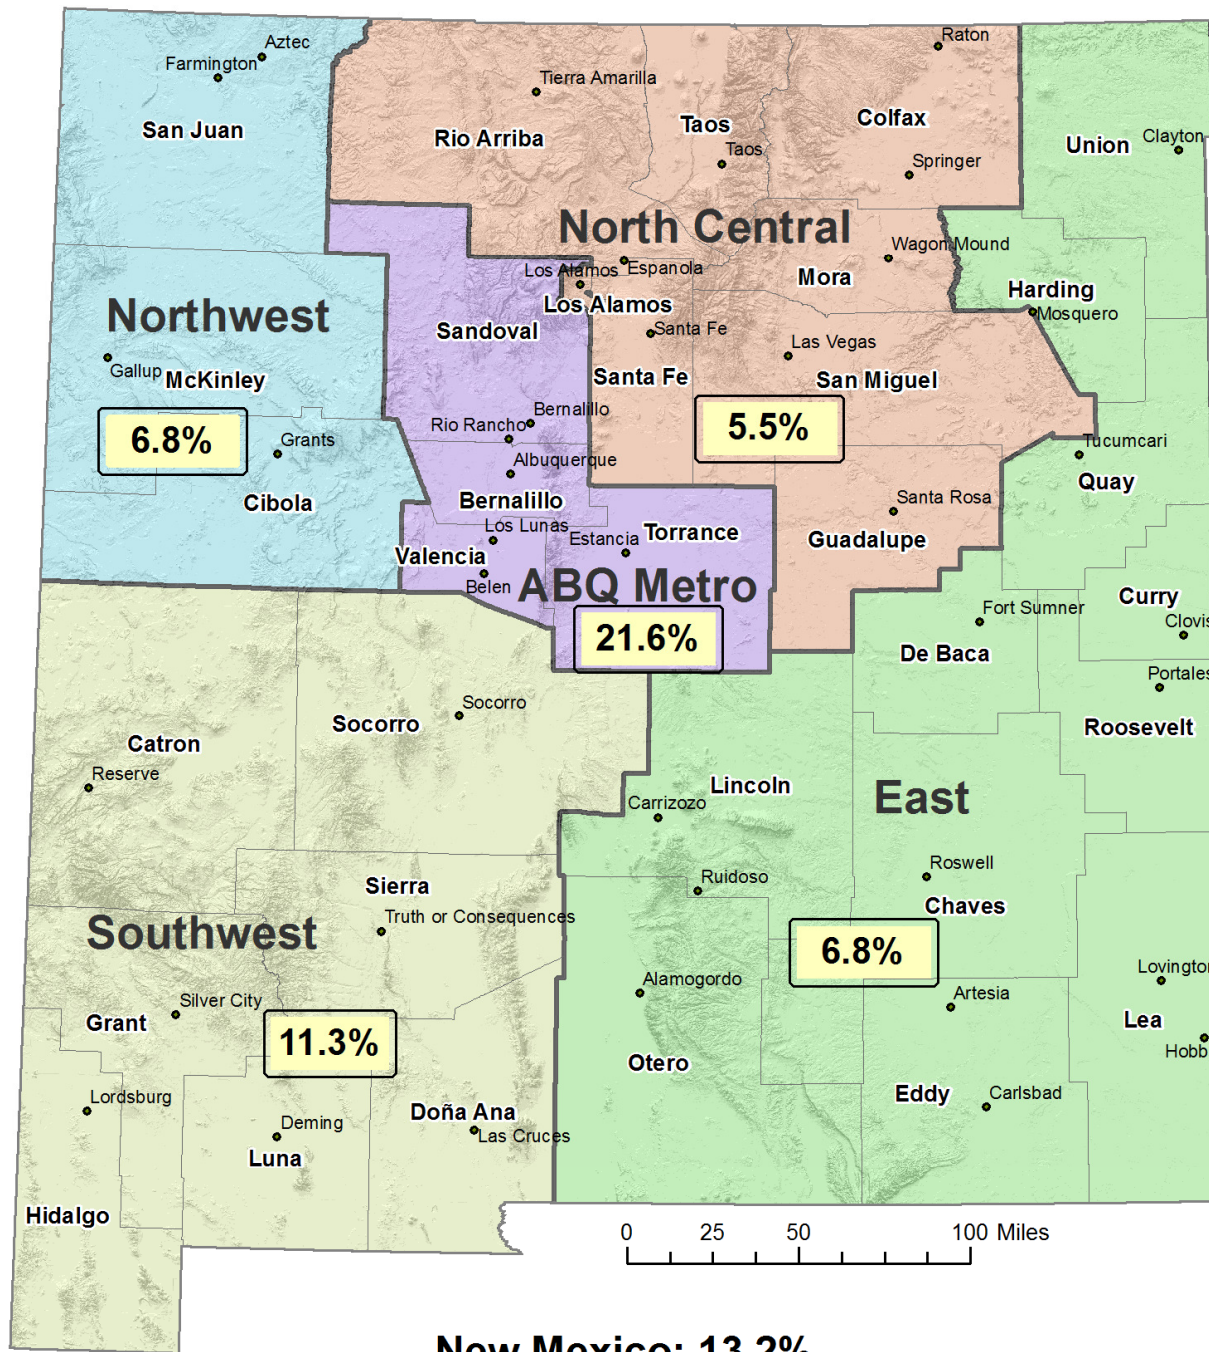 Aztec
Raton
Farmington
Tierra Amarilla
Colfax
San Juan
Taos
Rio Arriba
Union
Clayton
Taos
Springer
North Central
Wagon Mound
Los Alamos
Espanola
Mora
Harding
Los Alamos
Northwest
Mosquero
Sandoval
Santa Fe
Las Vegas
Gallup
McKinley
Santa Fe
San Miguel
Bernalillo
Rio Rancho
5.5%
6.8%
Grants
Tucumcari
Albuquerque
Quay
Cibola
Bernalillo
Santa Rosa
Los Lunas
Estancia
Torrance
Guadalupe
Valencia
Belen
ABQ Metro
Curry
Fort Sumner
Clovis
21.6%
De Baca
Portales
Socorro
Socorro
Roosevelt
Catron
Reserve
Lincoln
East
Carrizozo
Roswell
Ruidoso
Sierra
Chaves
Truth or Consequences
Southwest
6.8%
Lovington
Alamogordo
Artesia
Silver City
Grant
Lea
11.3%
Hobb
Otero
Lordsburg
Eddy
Carlsbad
Doña Ana
Deming
Las Cruces
Luna
Hidalgo
0 25 50 100 Miles
New Mexico: 13.2%